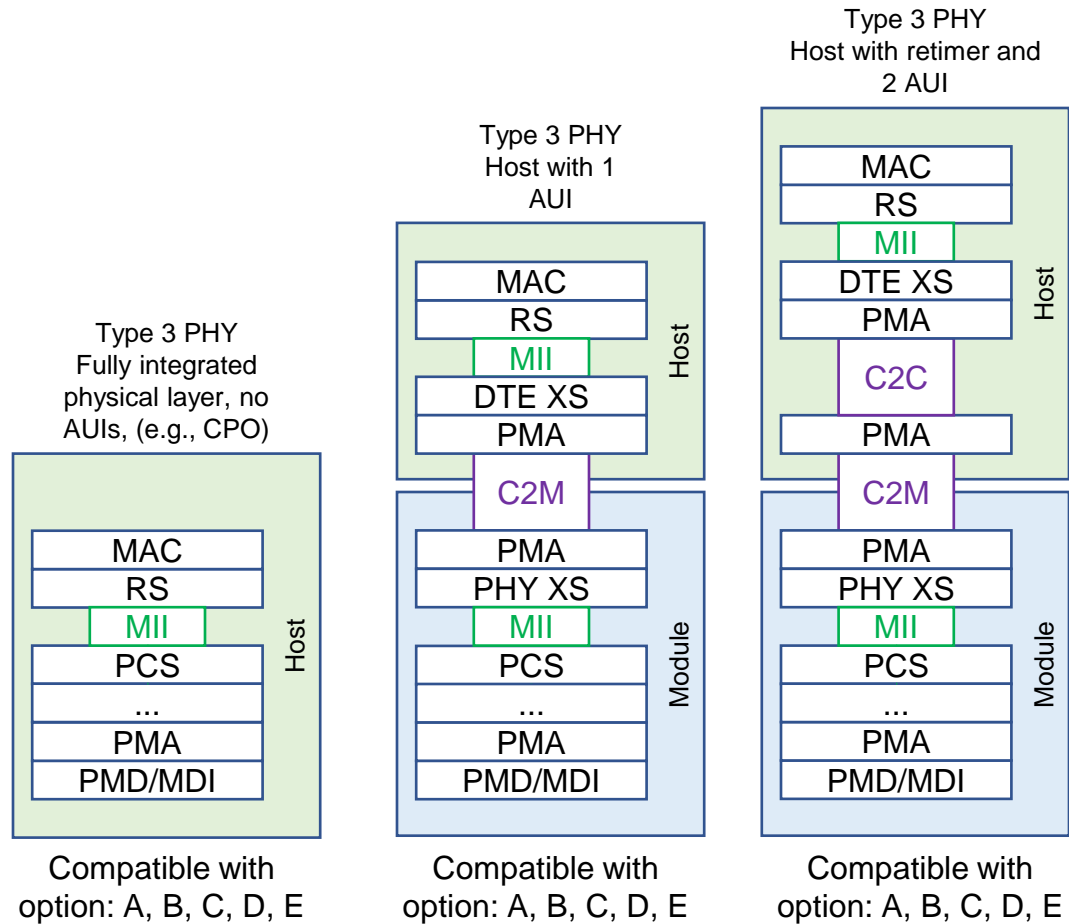 Type 3 PHY
Fully integrated
physical layer, no
AUIs, (e.g., CPO)
MAC
RS
MII
PCS
...
PMA
PMD/MDI
Host
Compatible with
option: A, B, C, D, E
Type 3 PHY
Host with 1
AUI
MAC
RS
MII
DTE XS
PMA
Host
C2M
PMA
PHY XS
MII
PCS
...
PMA
PMD/MDI
Module
Compatible with
option: A, B, C, D, E
Type 3 PHY
Host with retimer and
2 AUI
MAC
RS
MII
DTE XS
PMA
C2C
PMA
Host
C2M
PMA
PHY XS
MII
PCS
...
PMA
PMD/MDI
Module
Compatible with
option: A, B, C, D, E